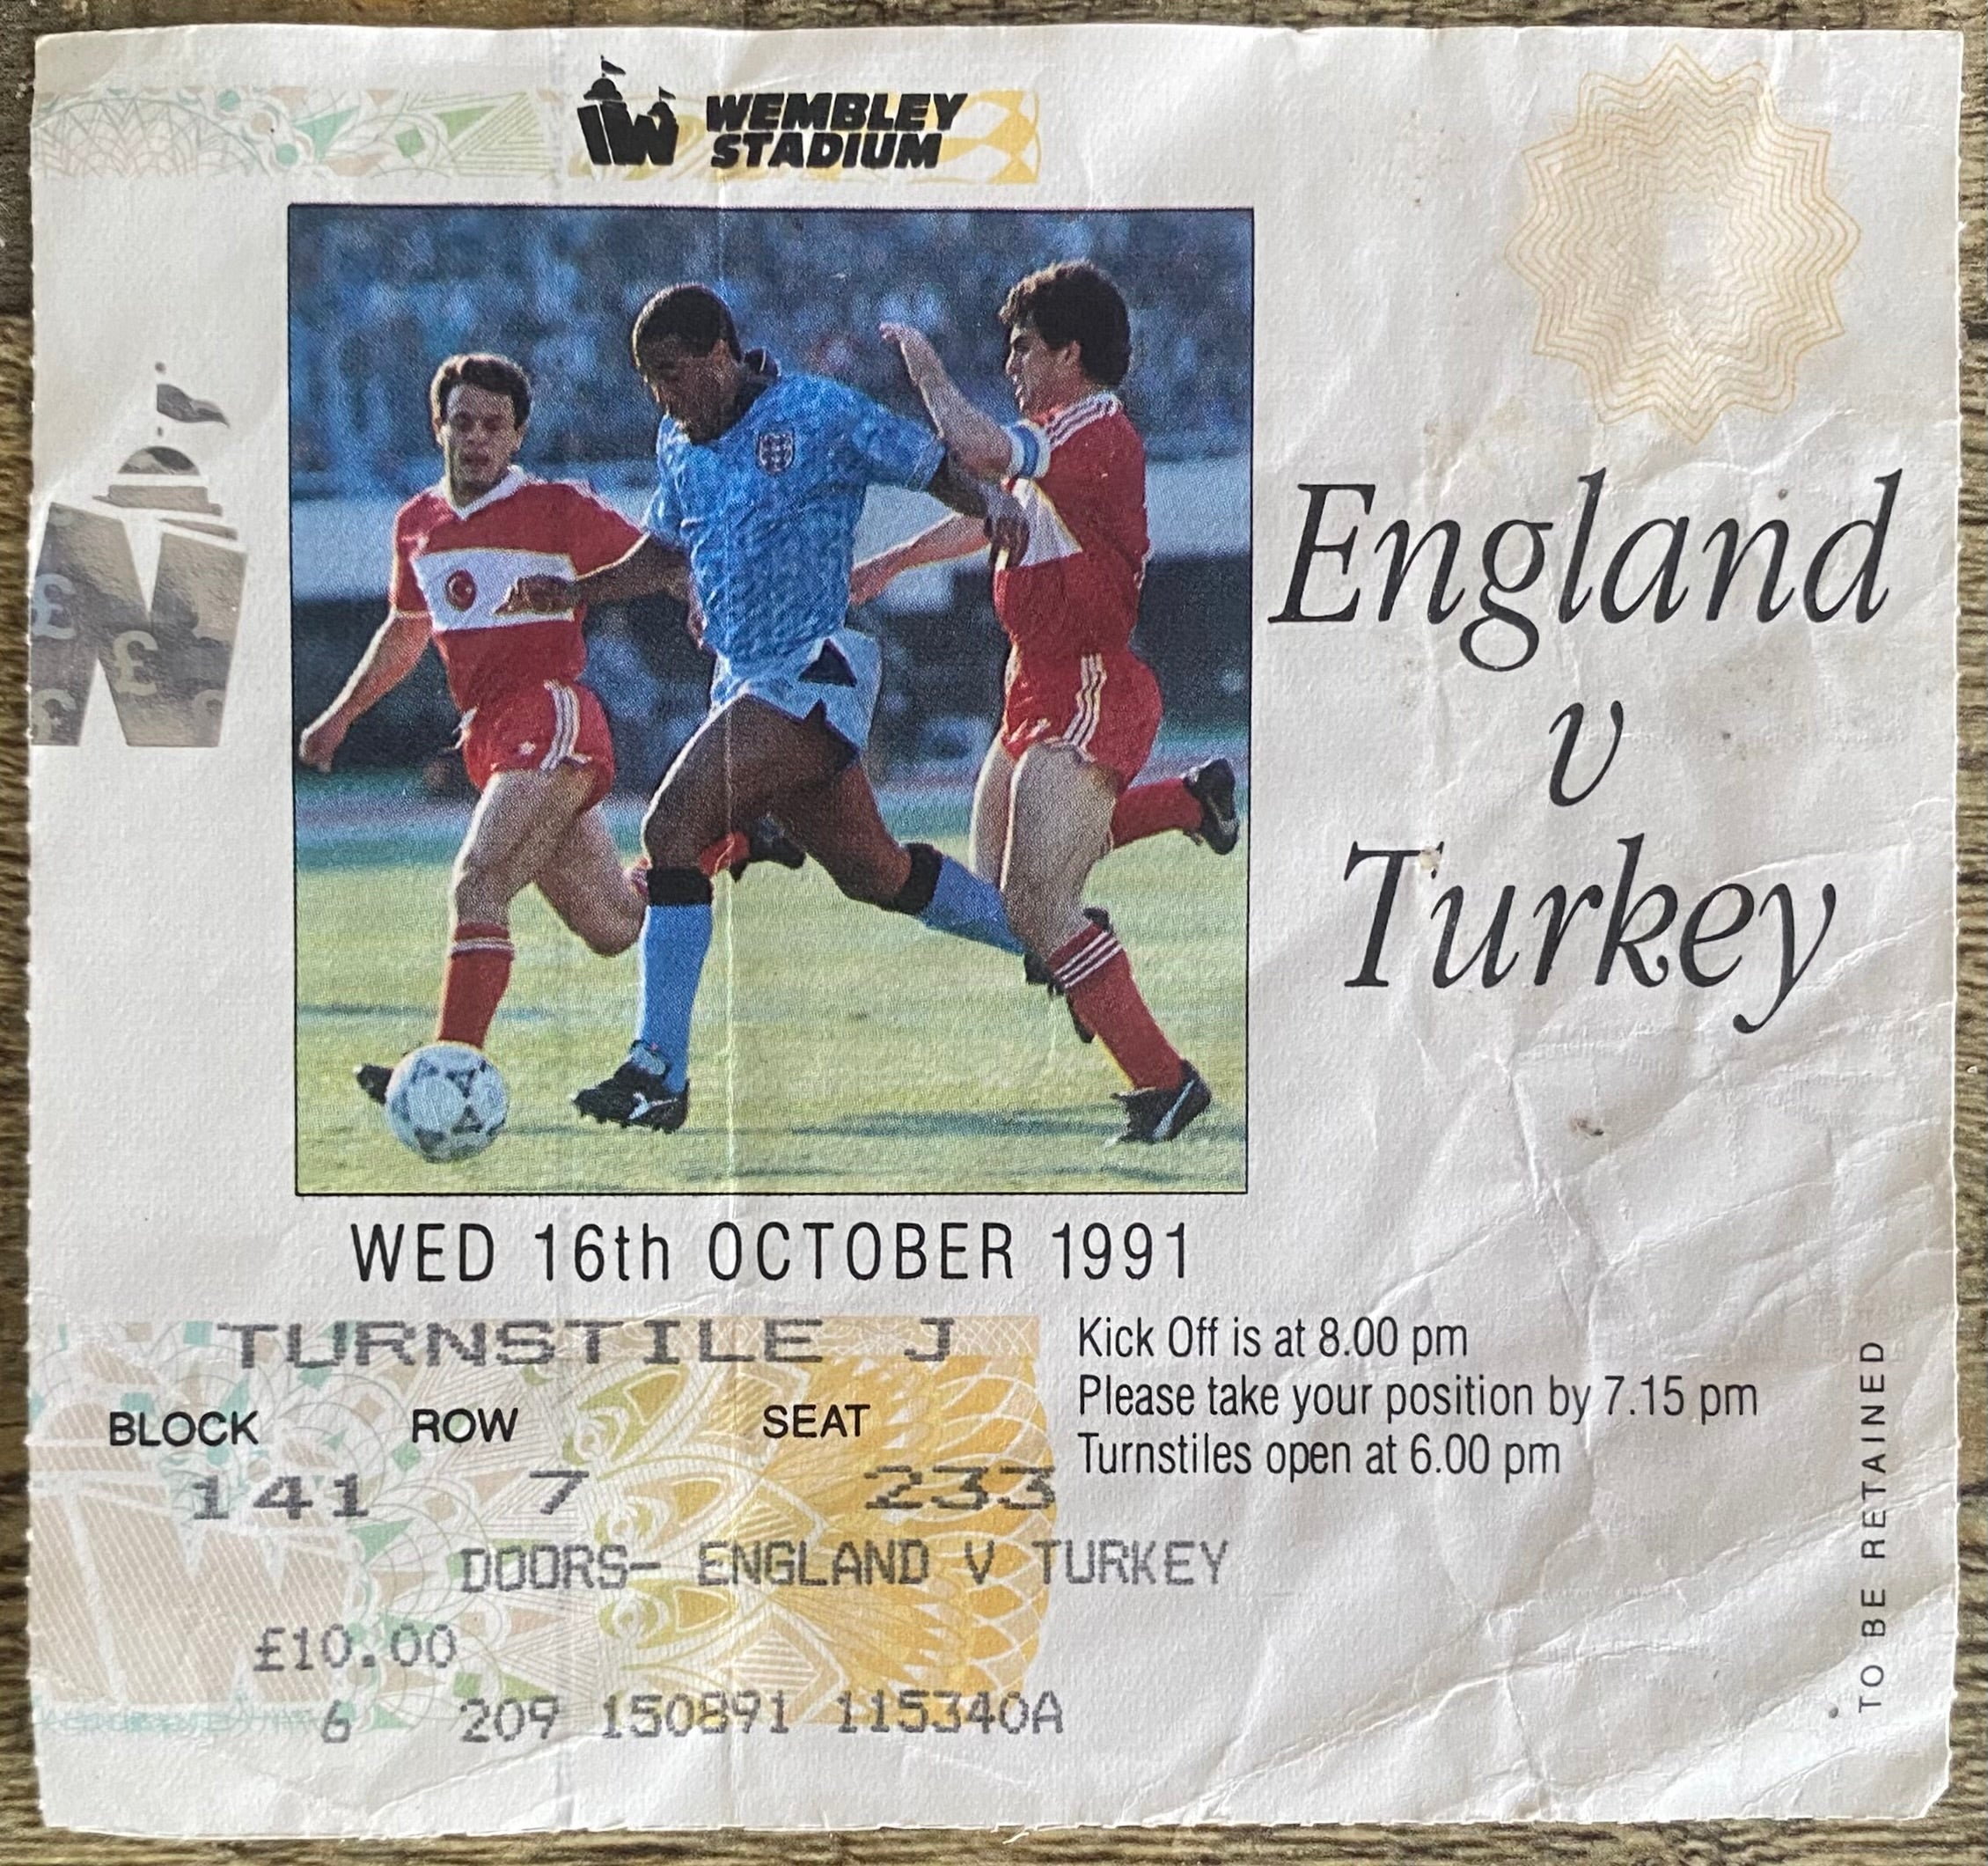 WEMBLEY
STADIUM
England
v
Turkey
WED 16th OCTOBER 1991
TURNSTILE J
BLOCK ROW SEAT
141 7 233
DOORS- ENGLAND V TURKEY
£10.00
6 209 150891 115340A
Kick Off is at 8.00 pm
Please take your position by 7.15 pm
Turnstiles open at 6.00 pm
TO BE RETAINED